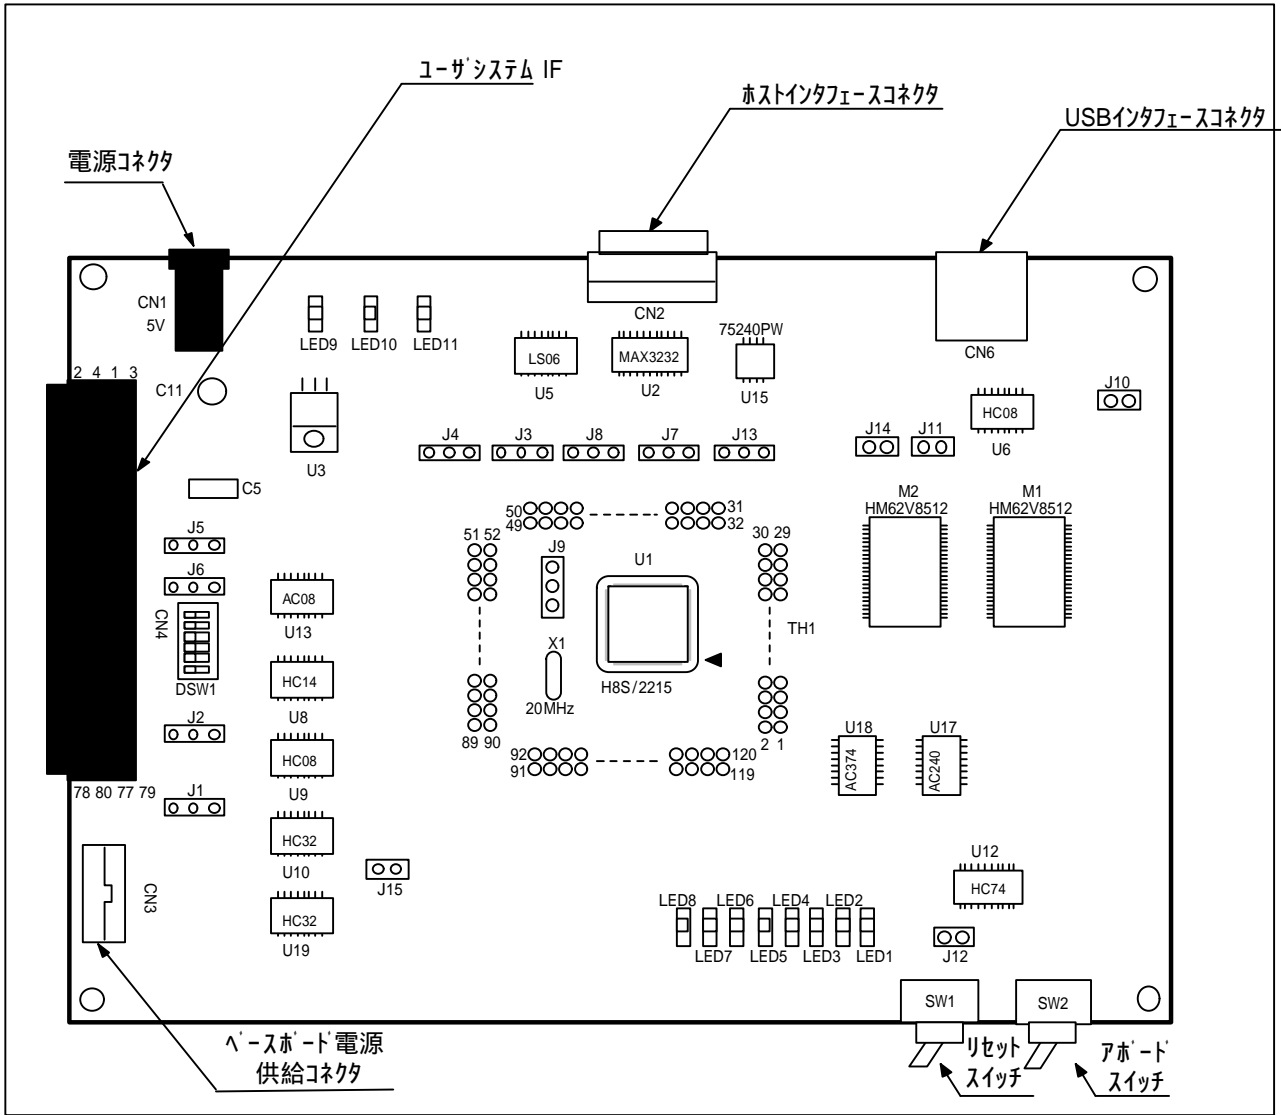 ユーザシステム IF
ホストインタフェースコネクタ
USBインタフェースコネクタ
電源コネクタ
CN1
5V
LED9
LED10
LED11
CN2
75240PW
CN6
LS06
MAX3232
U5
U2
U15
2 4 1 3
C11
J10
HC08
U6
J4
J3
J8
J7
J13
J14
J11
U3
C5
M2
HM62V8512
M1
HM62V8512
50
49
31
32
51 52
30 29
J5
J9
U1
J6
CN4
AC08
U13
TH1
X1
DSW1
HC14
U8
20MHz
H8S/2215
J2
89 90
2 1
U18
U17
92
91
120
119
AC374
AC240
HC08
U9
78 80 77 79
J1
HC32
U10
J15
U12
HC74
CN3
HC32
U19
LED8
LED6
LED4
LED2
LED7
LED5
LED3
LED1
J12
SW1
SW2
ベースボード電源
供給コネクタ
リセット
スイッチ
アボード
スイッチ